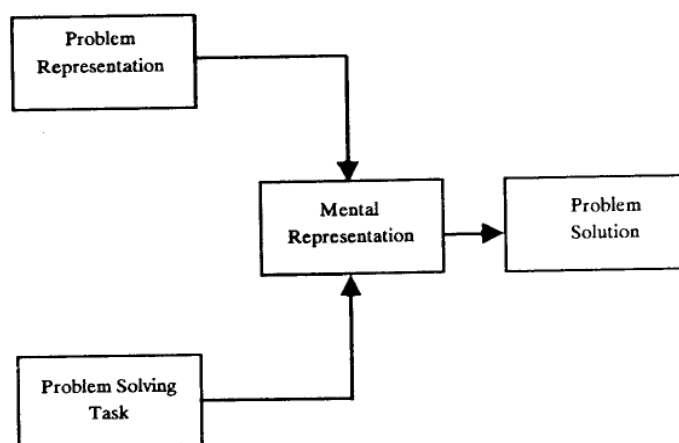 Problem
Representation
Mental
Representation
Problem
Solution
Problem Solving
Task